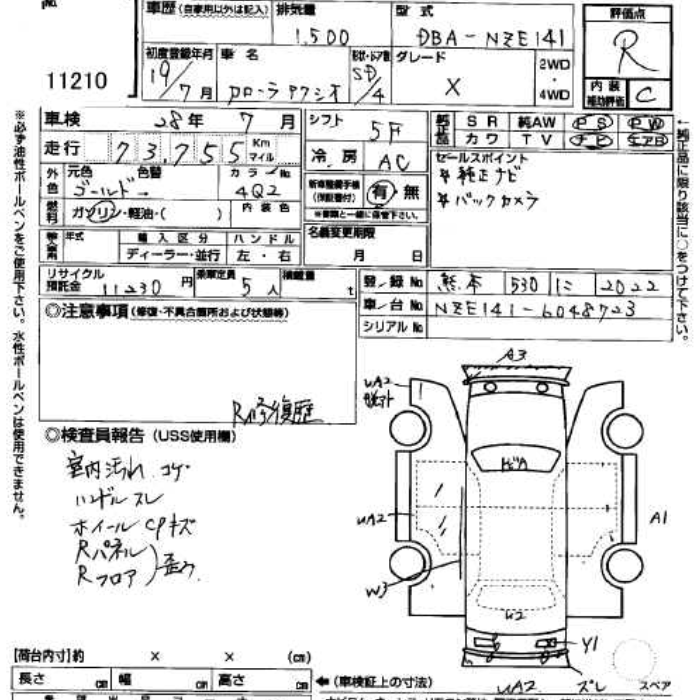 車歴 (自家用以外は記入) 排気量 型式 評価点
1,500 DBA-NZE141 R
初度登録年月 車名 形状・ドア数 グレード 2WD・4WD
11210 19/7月 カローラアクシオ SD/4 X 内装補助評価 C
車検 28年 7月 シフト 5F 純正品 SR 純AW PS PW
カワ TV ナビ エアB
走行 73,755 Km マイル 冷房 AC セールスポイント
外色 元色 色替 カラーNo
ゴールド→ 4Q2
新車整備手帳(保証書付) 有・無
※書類と一緒に保管下さい。
*純正ナビ
*バックカメラ
燃料 ガソリン・軽油・( ) 内装色
名義変更期限
月 日
年式 輸入区分 ハンドル
ディーラー・並行 左・右
リサイクル預託金 11230円 乗車定員 5人 積載量 t
登録No 熊本 530 に 2022
車台No NZE141-6048723
シリアルNo
◎注意事項 (修復・不具合箇所および状態等)
R修復歴
◎検査員報告 (USS使用欄)
室内汚れ コゲ
ハンドルスレ
ホイールCPキズ
Rパネル
Rフロア)歪み
※必ず油性ボールペンをご使用下さい。水性ボールペンは使用できません。
←純正品に限り該当に○をつけて下さい。
A3
UA2
ドビA
UA2
A1
W3
U2
Y1
UA2
ズレ
スペア
[荷台内寸]約 × × (cm)
長さ cm 幅 cm 高さ cm
←(車検証上の寸法)